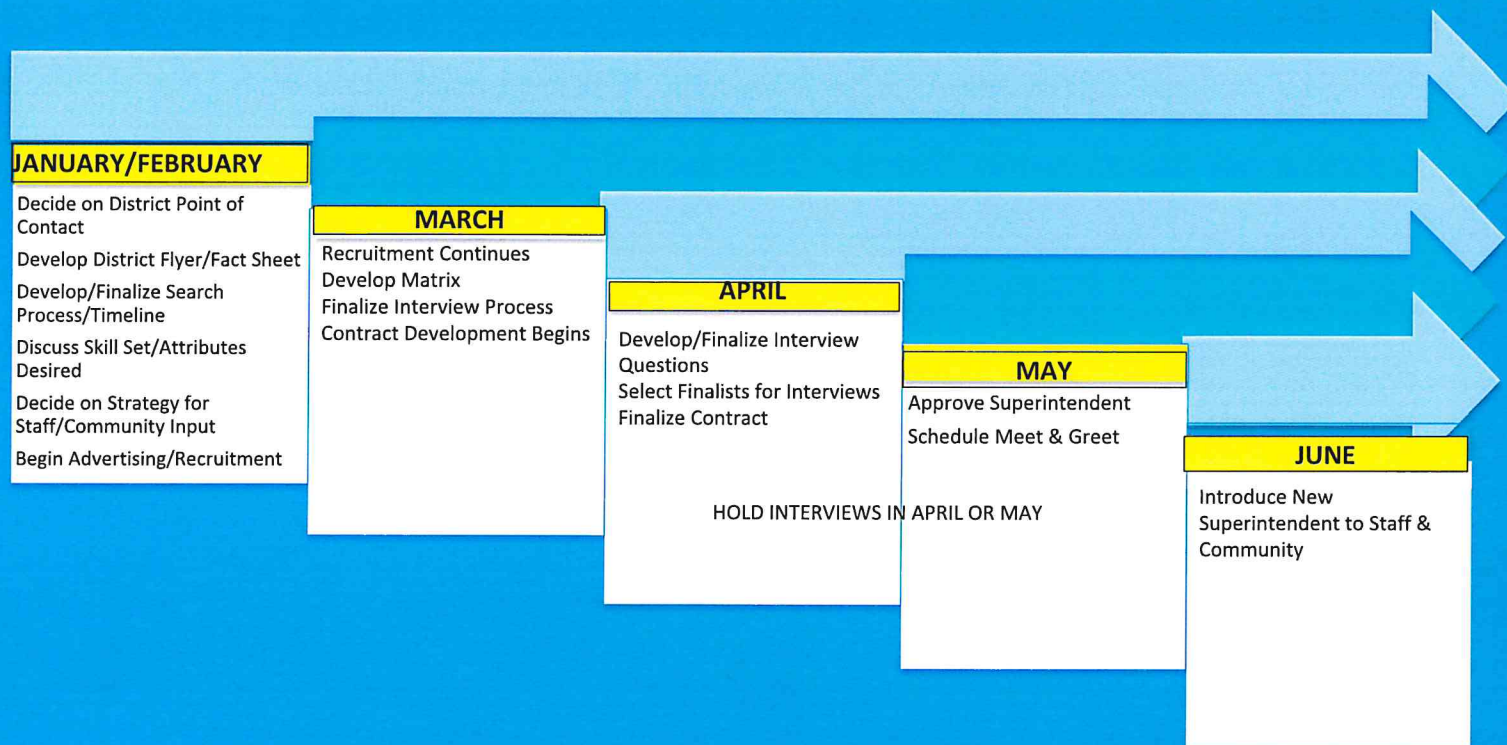 JANUARY/FEBRUARY
Decide on District Point of
Contact
Develop District Flyer/Fact Sheet
Develop/Finalize Search
Process/Timeline
Discuss Skill Set/Attributes
Desired
Decide on Strategy for
Staff/Community Input
Begin Advertising/Recruitment
MARCH
Recruitment Continues
Develop Matrix
Finalize Interview Process
Contract Development Begins
APRIL
Develop/Finalize Interview
Questions
Select Finalists for Interviews
Finalize Contract
HOLD INTERVIEWS IN APRIL OR MAY
MAY
Approve Superintendent
Schedule Meet & Greet
JUNE
Introduce New
Superintendent to Staff &
Community